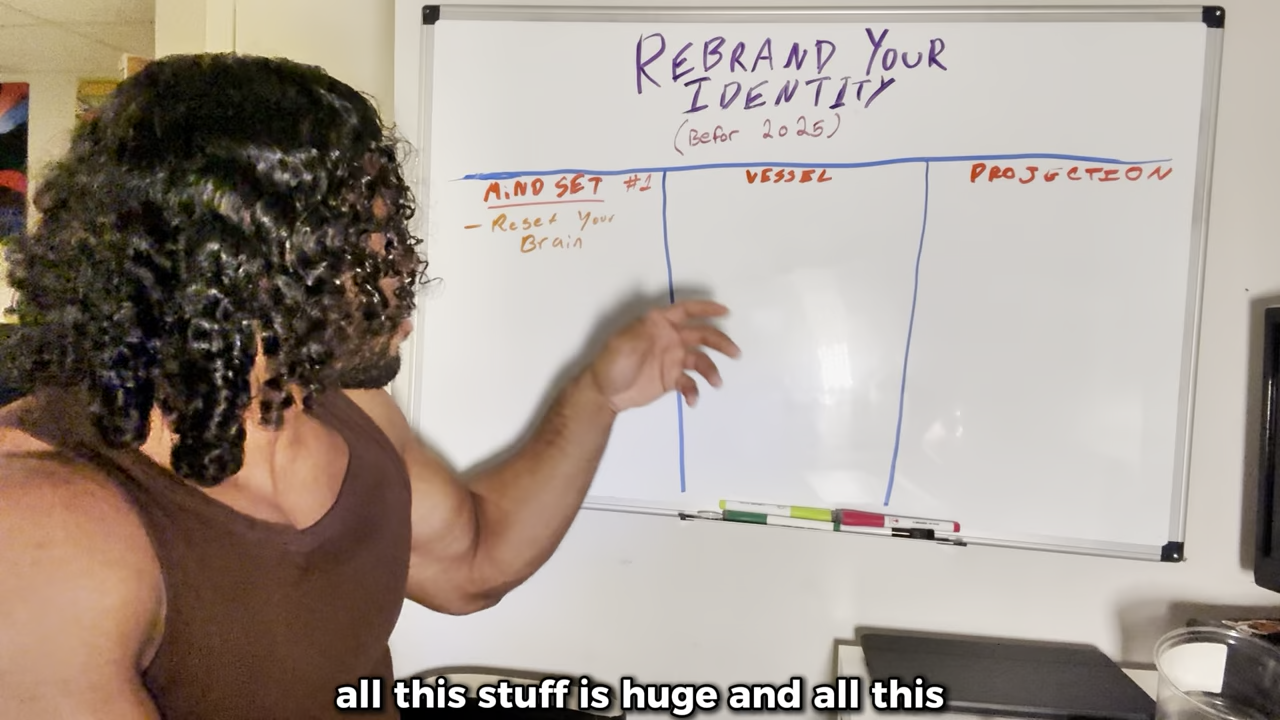 REBRAND YOUR
IDENTITY
(Befor 2025)
MiND SET #1
VESSEL
PROJECTION
- Reset Your
Brain
all this stuff is huge and all this